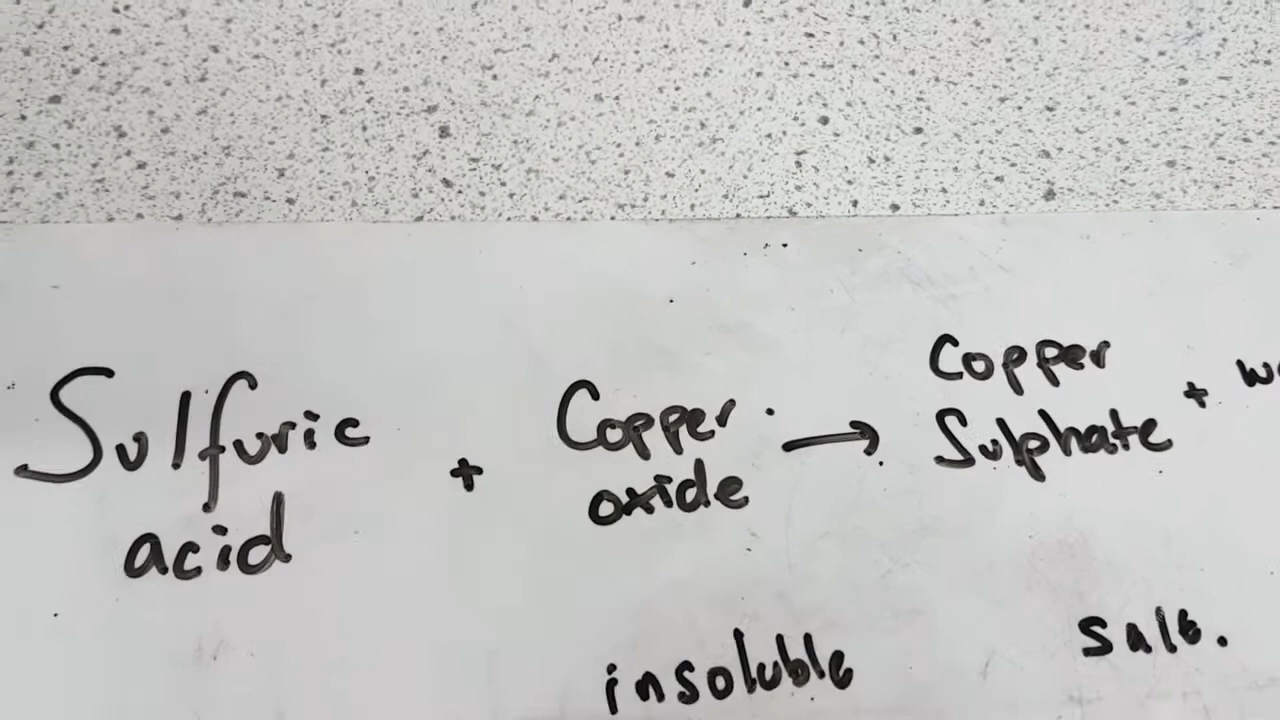 Sulfuric acid + Copper oxide → Copper Sulphate +
insoluble
salt.